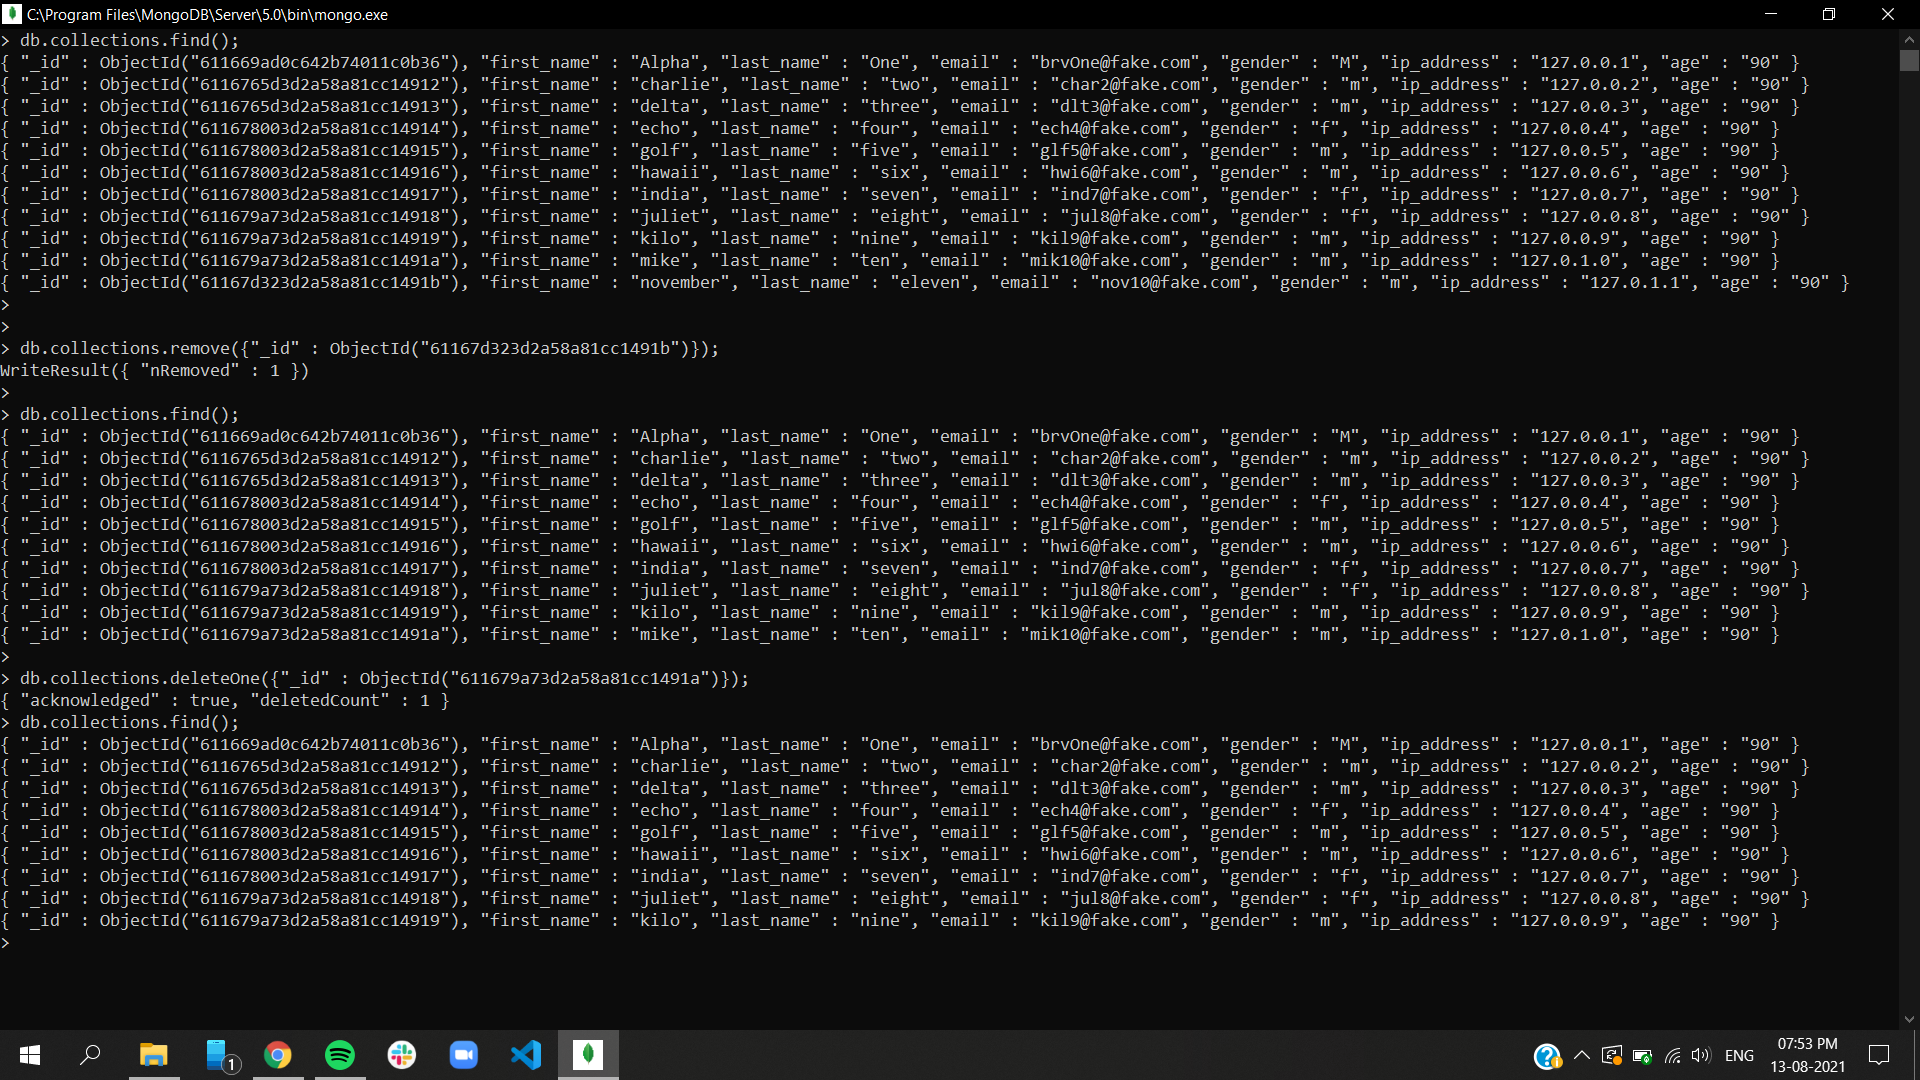 C:\Program Files\MongoDB\Server\5.0\bin\mongo.exe
> db.collections.find();
{ "_id" : ObjectId("611669ad0c642b74011c0b36"), "first_name" : "Alpha", "last_name" : "One", "email" : "brvOne@fake.com", "gender" : "M", "ip_address" : "127.0.0.1", "age" : "90" }
{ "_id" : ObjectId("6116765d3d2a58a81cc14912"), "first_name" : "charlie", "last_name" : "two", "email" : "char2@fake.com", "gender" : "m", "ip_address" : "127.0.0.2", "age" : "90" }
{ "_id" : ObjectId("6116765d3d2a58a81cc14913"), "first_name" : "delta", "last_name" : "three", "email" : "dlt3@fake.com", "gender" : "m", "ip_address" : "127.0.0.3", "age" : "90" }
{ "_id" : ObjectId("611678003d2a58a81cc14914"), "first_name" : "echo", "last_name" : "four", "email" : "ech4@fake.com", "gender" : "f", "ip_address" : "127.0.0.4", "age" : "90" }
{ "_id" : ObjectId("611678003d2a58a81cc14915"), "first_name" : "golf", "last_name" : "five", "email" : "glf5@fake.com", "gender" : "m", "ip_address" : "127.0.0.5", "age" : "90" }
{ "_id" : ObjectId("611678003d2a58a81cc14916"), "first_name" : "hawaii", "last_name" : "six", "email" : "hwi6@fake.com", "gender" : "m", "ip_address" : "127.0.0.6", "age" : "90" }
{ "_id" : ObjectId("611678003d2a58a81cc14917"), "first_name" : "india", "last_name" : "seven", "email" : "ind7@fake.com", "gender" : "f", "ip_address" : "127.0.0.7", "age" : "90" }
{ "_id" : ObjectId("611679a73d2a58a81cc14918"), "first_name" : "juliet", "last_name" : "eight", "email" : "jul8@fake.com", "gender" : "f", "ip_address" : "127.0.0.8", "age" : "90" }
{ "_id" : ObjectId("611679a73d2a58a81cc14919"), "first_name" : "kilo", "last_name" : "nine", "email" : "kil9@fake.com", "gender" : "m", "ip_address" : "127.0.0.9", "age" : "90" }
{ "_id" : ObjectId("611679a73d2a58a81cc1491a"), "first_name" : "mike", "last_name" : "ten", "email" : "mik10@fake.com", "gender" : "m", "ip_address" : "127.0.1.0", "age" : "90" }
{ "_id" : ObjectId("61167d323d2a58a81cc1491b"), "first_name" : "november", "last_name" : "eleven", "email" : "nov10@fake.com", "gender" : "m", "ip_address" : "127.0.1.1", "age" : "90" }
>
>
> db.collections.remove({"_id" : ObjectId("61167d323d2a58a81cc1491b")});
WriteResult({ "nRemoved" : 1 })
>
> db.collections.find();
{ "_id" : ObjectId("611669ad0c642b74011c0b36"), "first_name" : "Alpha", "last_name" : "One", "email" : "brvOne@fake.com", "gender" : "M", "ip_address" : "127.0.0.1", "age" : "90" }
{ "_id" : ObjectId("6116765d3d2a58a81cc14912"), "first_name" : "charlie", "last_name" : "two", "email" : "char2@fake.com", "gender" : "m", "ip_address" : "127.0.0.2", "age" : "90" }
{ "_id" : ObjectId("6116765d3d2a58a81cc14913"), "first_name" : "delta", "last_name" : "three", "email" : "dlt3@fake.com", "gender" : "m", "ip_address" : "127.0.0.3", "age" : "90" }
{ "_id" : ObjectId("611678003d2a58a81cc14914"), "first_name" : "echo", "last_name" : "four", "email" : "ech4@fake.com", "gender" : "f", "ip_address" : "127.0.0.4", "age" : "90" }
{ "_id" : ObjectId("611678003d2a58a81cc14915"), "first_name" : "golf", "last_name" : "five", "email" : "glf5@fake.com", "gender" : "m", "ip_address" : "127.0.0.5", "age" : "90" }
{ "_id" : ObjectId("611678003d2a58a81cc14916"), "first_name" : "hawaii", "last_name" : "six", "email" : "hwi6@fake.com", "gender" : "m", "ip_address" : "127.0.0.6", "age" : "90" }
{ "_id" : ObjectId("611678003d2a58a81cc14917"), "first_name" : "india", "last_name" : "seven", "email" : "ind7@fake.com", "gender" : "f", "ip_address" : "127.0.0.7", "age" : "90" }
{ "_id" : ObjectId("611679a73d2a58a81cc14918"), "first_name" : "juliet", "last_name" : "eight", "email" : "jul8@fake.com", "gender" : "f", "ip_address" : "127.0.0.8", "age" : "90" }
{ "_id" : ObjectId("611679a73d2a58a81cc14919"), "first_name" : "kilo", "last_name" : "nine", "email" : "kil9@fake.com", "gender" : "m", "ip_address" : "127.0.0.9", "age" : "90" }
{ "_id" : ObjectId("611679a73d2a58a81cc1491a"), "first_name" : "mike", "last_name" : "ten", "email" : "mik10@fake.com", "gender" : "m", "ip_address" : "127.0.1.0", "age" : "90" }
>
> db.collections.deleteOne({"_id" : ObjectId("611679a73d2a58a81cc1491a")});
{ "acknowledged" : true, "deletedCount" : 1 }
> db.collections.find();
{ "_id" : ObjectId("611669ad0c642b74011c0b36"), "first_name" : "Alpha", "last_name" : "One", "email" : "brvOne@fake.com", "gender" : "M", "ip_address" : "127.0.0.1", "age" : "90" }
{ "_id" : ObjectId("6116765d3d2a58a81cc14912"), "first_name" : "charlie", "last_name" : "two", "email" : "char2@fake.com", "gender" : "m", "ip_address" : "127.0.0.2", "age" : "90" }
{ "_id" : ObjectId("6116765d3d2a58a81cc14913"), "first_name" : "delta", "last_name" : "three", "email" : "dlt3@fake.com", "gender" : "m", "ip_address" : "127.0.0.3", "age" : "90" }
{ "_id" : ObjectId("611678003d2a58a81cc14914"), "first_name" : "echo", "last_name" : "four", "email" : "ech4@fake.com", "gender" : "f", "ip_address" : "127.0.0.4", "age" : "90" }
{ "_id" : ObjectId("611678003d2a58a81cc14915"), "first_name" : "golf", "last_name" : "five", "email" : "glf5@fake.com", "gender" : "m", "ip_address" : "127.0.0.5", "age" : "90" }
{ "_id" : ObjectId("611678003d2a58a81cc14916"), "first_name" : "hawaii", "last_name" : "six", "email" : "hwi6@fake.com", "gender" : "m", "ip_address" : "127.0.0.6", "age" : "90" }
{ "_id" : ObjectId("611678003d2a58a81cc14917"), "first_name" : "india", "last_name" : "seven", "email" : "ind7@fake.com", "gender" : "f", "ip_address" : "127.0.0.7", "age" : "90" }
{ "_id" : ObjectId("611679a73d2a58a81cc14918"), "first_name" : "juliet", "last_name" : "eight", "email" : "jul8@fake.com", "gender" : "f", "ip_address" : "127.0.0.8", "age" : "90" }
{ "_id" : ObjectId("611679a73d2a58a81cc14919"), "first_name" : "kilo", "last_name" : "nine", "email" : "kil9@fake.com", "gender" : "m", "ip_address" : "127.0.0.9", "age" : "90" }
>
1
ENG
07:53 PM
13-08-2021